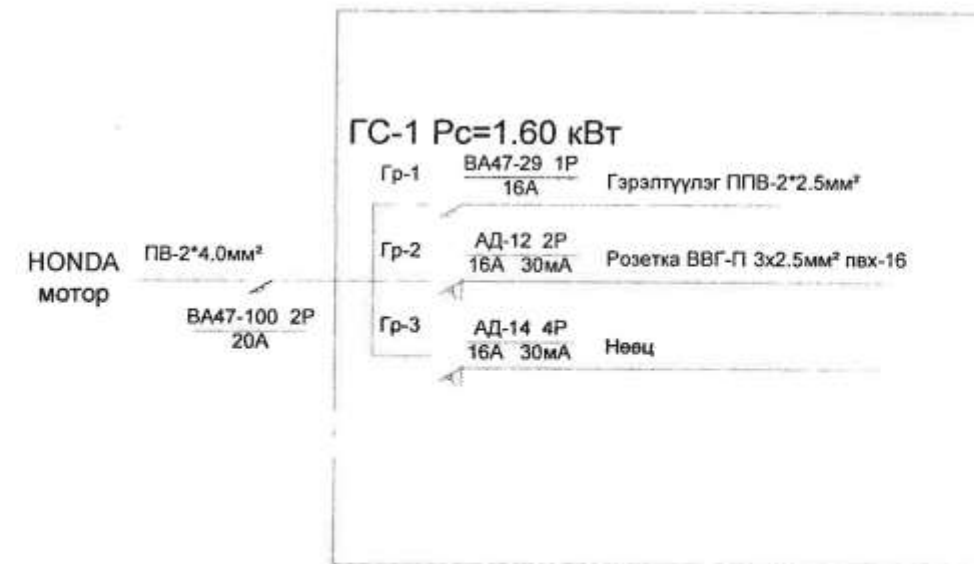 ГС-1 Рс=1.60 кВт
Гр-1
ВА47-29 1Р
16А
Гэрэлтүүлэг ППВ-2*2.5мм²
HONDA
мотор
ПВ-2*4.0мм²
ВА47-100 2Р
20А
Гр-2
АД-12 2Р
16А 30мА
Розетка ВВГ-П 3х2.5мм² пвх-16
Гр-3
АД-14 4Р
16А 30мА
Нөөц